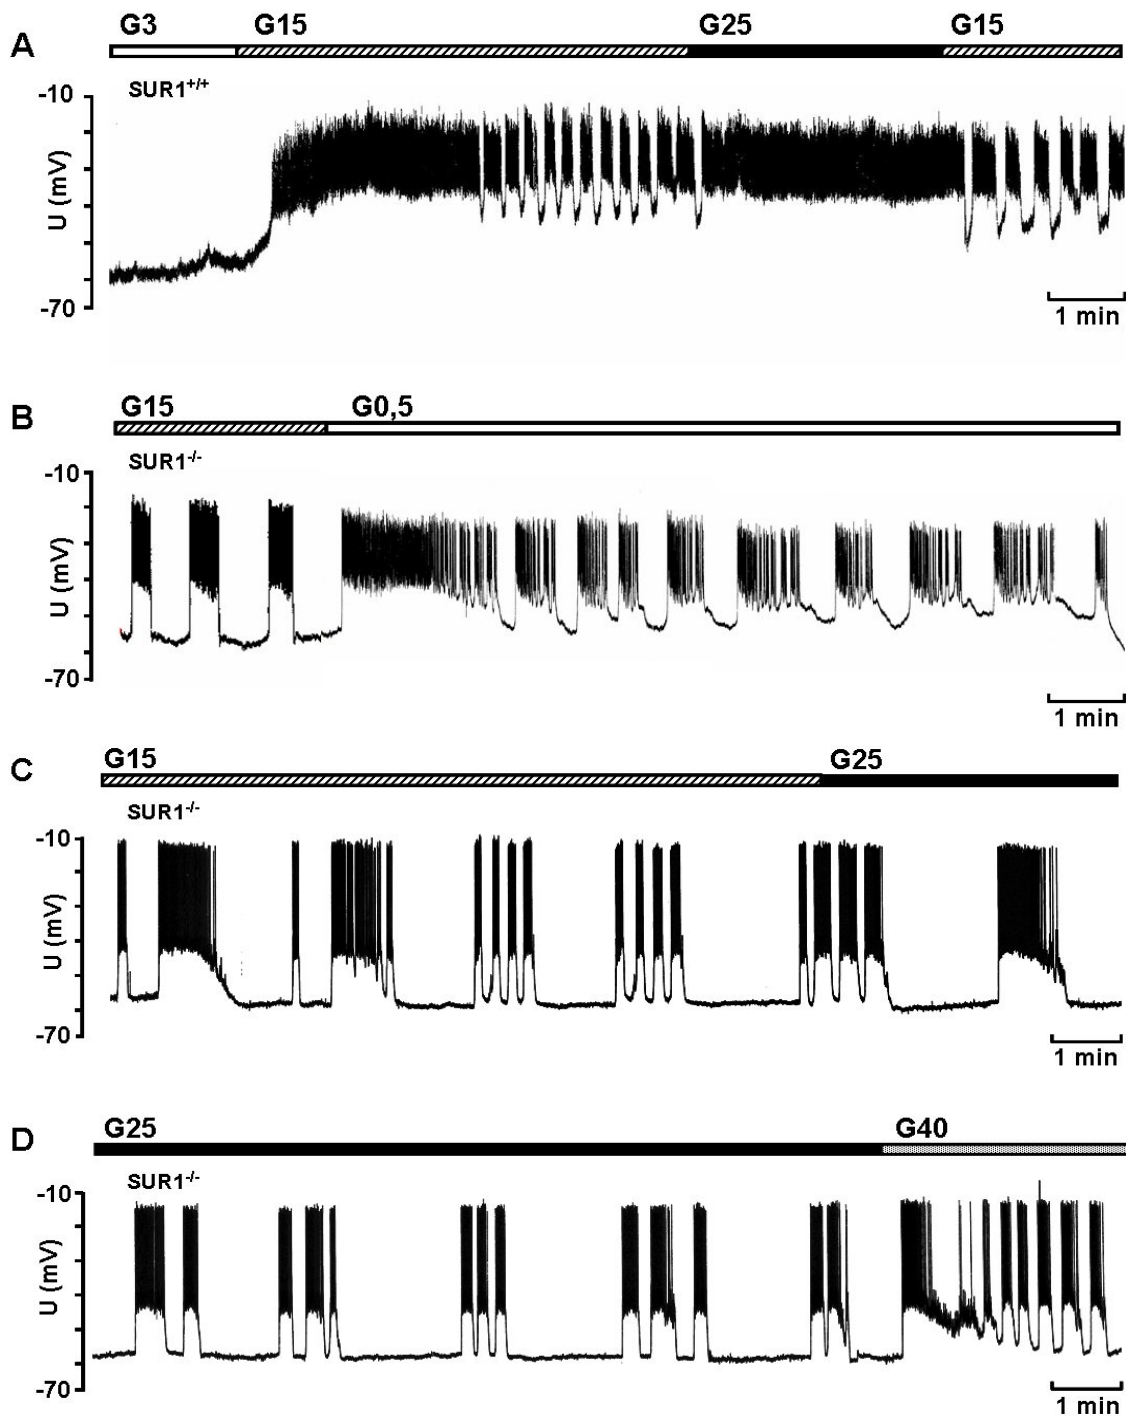 G3 G15 G25 G15
A
SUR1+/+
-10
U (mV)
-70
1 min
G15 G0,5
B
SUR1-/-
-10
U (mV)
-70
1 min
G15 G25
C
SUR1-/-
-10
U (mV)
-70
1 min
G25 G40
D
SUR1-/-
-10
U (mV)
-70
1 min